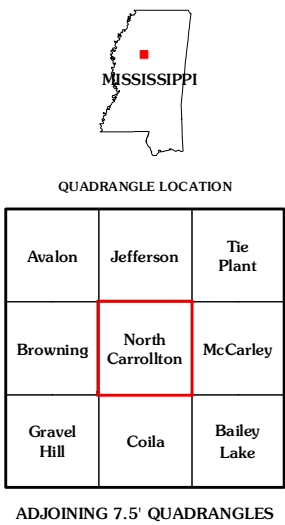 MISSISSIPPI
QUADRANGLE LOCATION
Avalon
Jefferson
Tie
Plant
Browning
North
Carrollton
McCarley
Gravel
Hill
Coila
Bailey
Lake
ADJOINING 7.5' QUADRANGLES